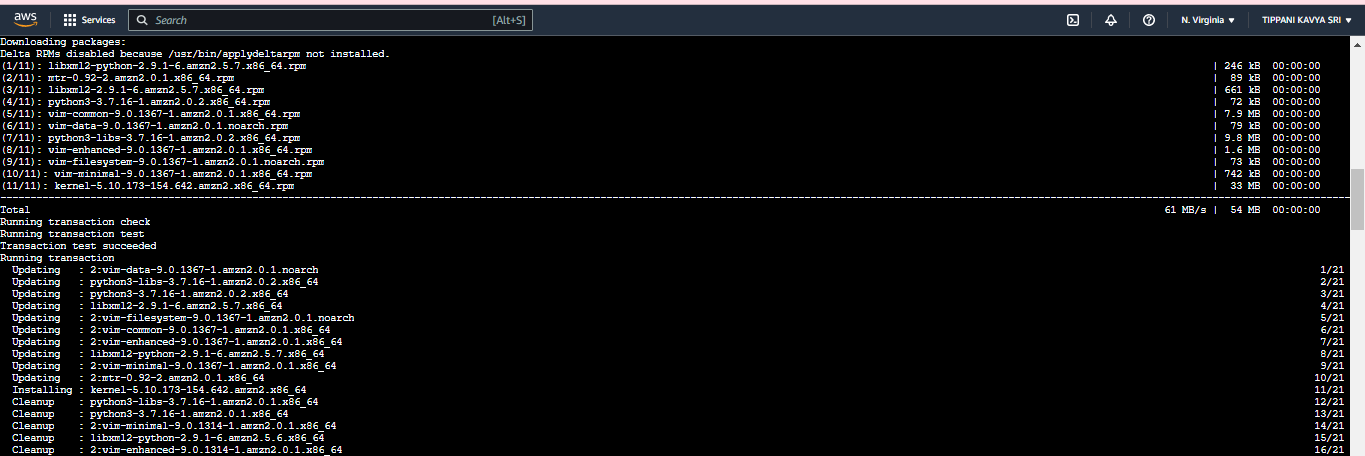 aws Services Search [Alt+S] N. Virginia TIPPANI KAVYA SRI
Downloading packages:
Delta RPMs disabled because /usr/bin/applydeltarpm not installed.
(1/11): libxml2-python-2.9.1-6.amzn2.5.7.x86_64.rpm | 246 kB 00:00:00
(2/11): mtr-0.92-2.amzn2.0.1.x86_64.rpm | 89 kB 00:00:00
(3/11): libxml2-2.9.1-6.amzn2.5.7.x86_64.rpm | 661 kB 00:00:00
(4/11): python3-3.7.16-1.amzn2.0.2.x86_64.rpm | 72 kB 00:00:00
(5/11): vim-common-9.0.1367-1.amzn2.0.1.x86_64.rpm | 7.9 MB 00:00:00
(6/11): vim-data-9.0.1367-1.amzn2.0.1.noarch.rpm | 79 kB 00:00:00
(7/11): python3-libs-3.7.16-1.amzn2.0.2.x86_64.rpm | 9.8 MB 00:00:00
(8/11): vim-enhanced-9.0.1367-1.amzn2.0.1.x86_64.rpm | 1.6 MB 00:00:00
(9/11): vim-filesystem-9.0.1367-1.amzn2.0.1.noarch.rpm | 73 kB 00:00:00
(10/11): vim-minimal-9.0.1367-1.amzn2.0.1.x86_64.rpm | 742 kB 00:00:00
(11/11): kernel-5.10.173-154.642.amzn2.x86_64.rpm | 33 MB 00:00:00
Total 61 MB/s | 54 MB 00:00:00
Running transaction check
Running transaction test
Transaction test succeeded
Running transaction
Updating : 2:vim-data-9.0.1367-1.amzn2.0.1.noarch 1/21
Updating : python3-libs-3.7.16-1.amzn2.0.2.x86_64 2/21
Updating : python3-3.7.16-1.amzn2.0.2.x86_64 3/21
Updating : libxml2-2.9.1-6.amzn2.5.7.x86_64 4/21
Updating : 2:vim-filesystem-9.0.1367-1.amzn2.0.1.noarch 5/21
Updating : 2:vim-common-9.0.1367-1.amzn2.0.1.x86_64 6/21
Updating : 2:vim-enhanced-9.0.1367-1.amzn2.0.1.x86_64 7/21
Updating : libxml2-python-2.9.1-6.amzn2.5.7.x86_64 8/21
Updating : 2:vim-minimal-9.0.1367-1.amzn2.0.1.x86_64 9/21
Updating : 2:mtr-0.92-2.amzn2.0.1.x86_64 10/21
Installing : kernel-5.10.173-154.642.amzn2.x86_64 11/21
Cleanup : python3-libs-3.7.16-1.amzn2.0.1.x86_64 12/21
Cleanup : python3-3.7.16-1.amzn2.0.1.x86_64 13/21
Cleanup : 2:vim-minimal-9.0.1314-1.amzn2.0.1.x86_64 14/21
Cleanup : libxml2-python-2.9.1-6.amzn2.5.6.x86_64 15/21
Cleanup : 2:vim-enhanced-9.0.1314-1.amzn2.0.1.x86_64 16/21